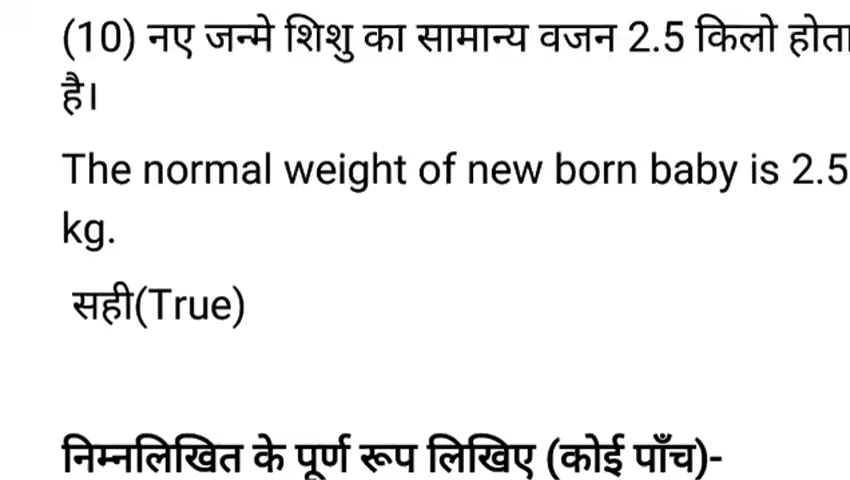 (10) नए जन्मे शिशु का सामान्य वजन 2.5 किलो होता
है।
The normal weight of new born baby is 2.5
kg.
सही(True)
निम्नलिखित के पूर्ण रूप लिखिए (कोई पाँच)-